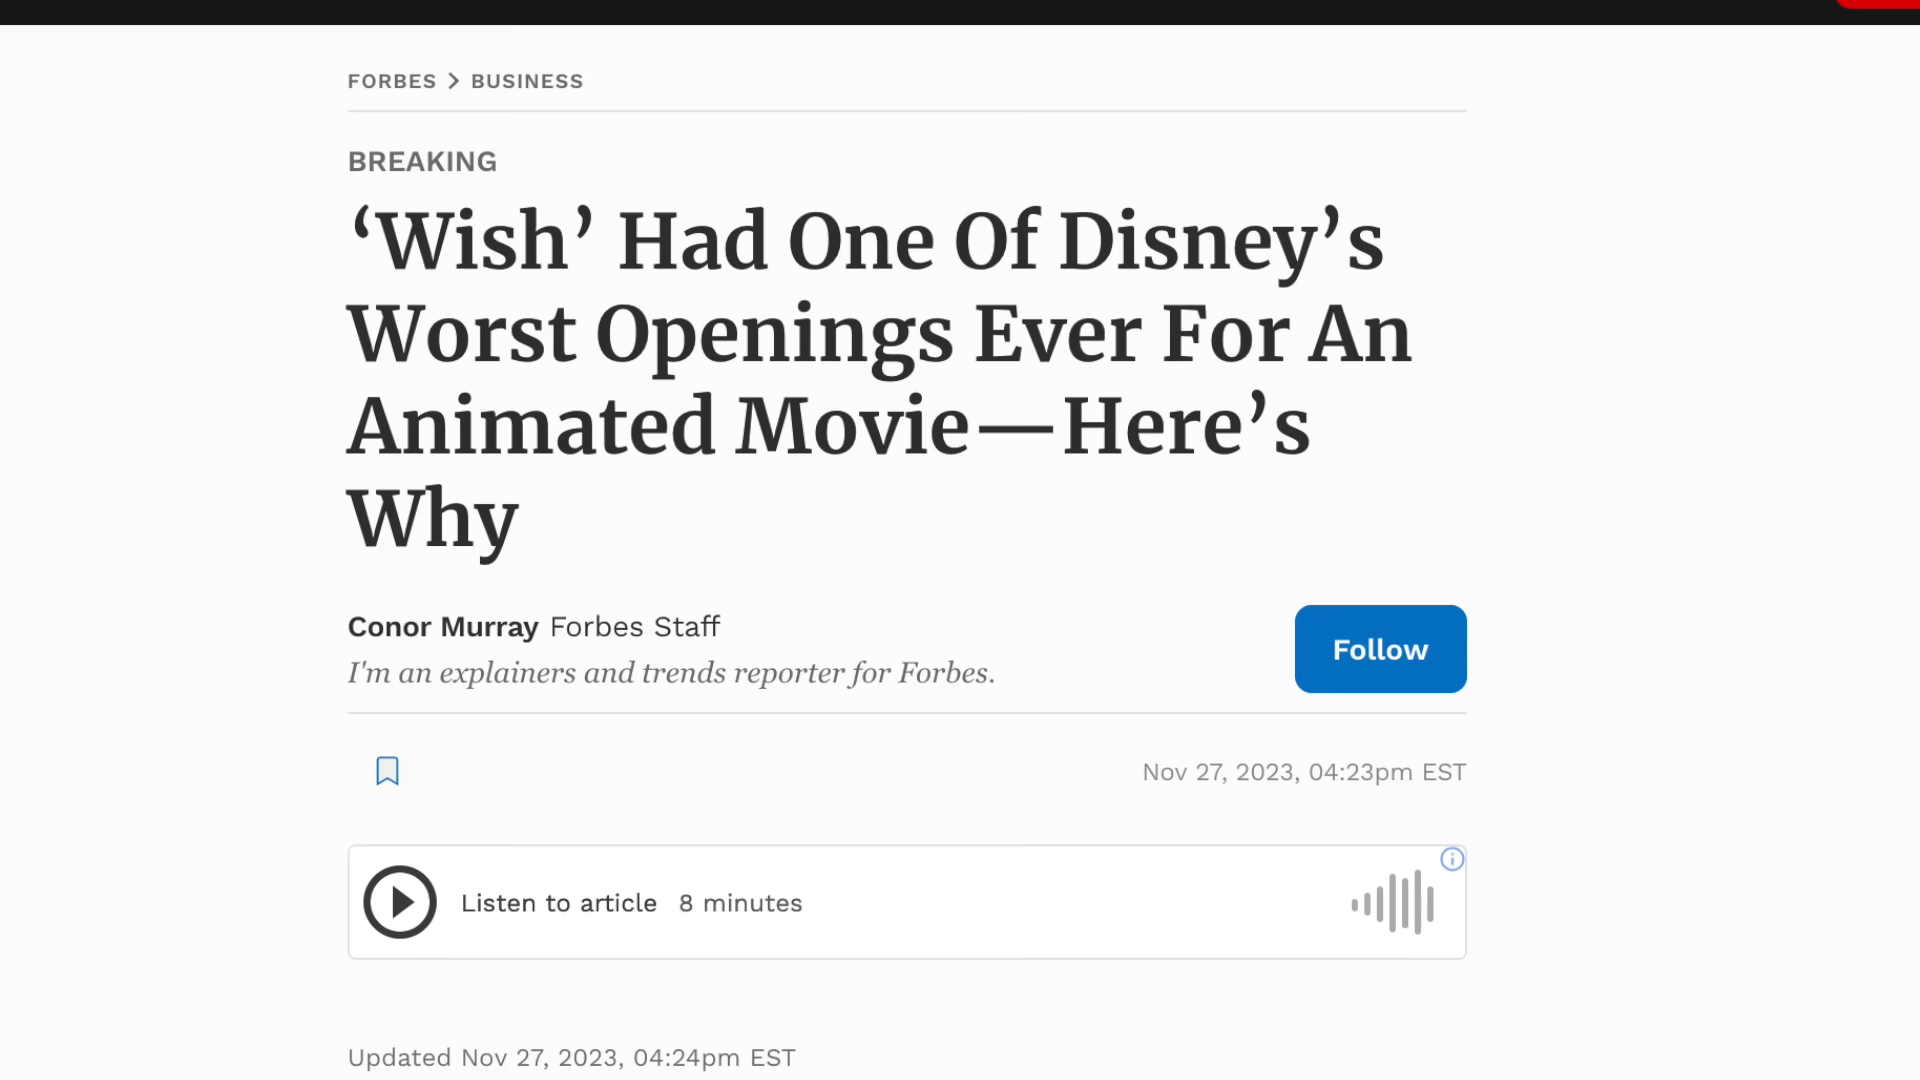 FORBES > BUSINESS
BREAKING
‘Wish’ Had One Of Disney’s
Worst Openings Ever For An
Animated Movie—Here’s
Why
Conor Murray Forbes Staff
I'm an explainers and trends reporter for Forbes.
Follow
Nov 27, 2023, 04:23pm EST
Listen to article 8 minutes
Updated Nov 27, 2023, 04:24pm EST